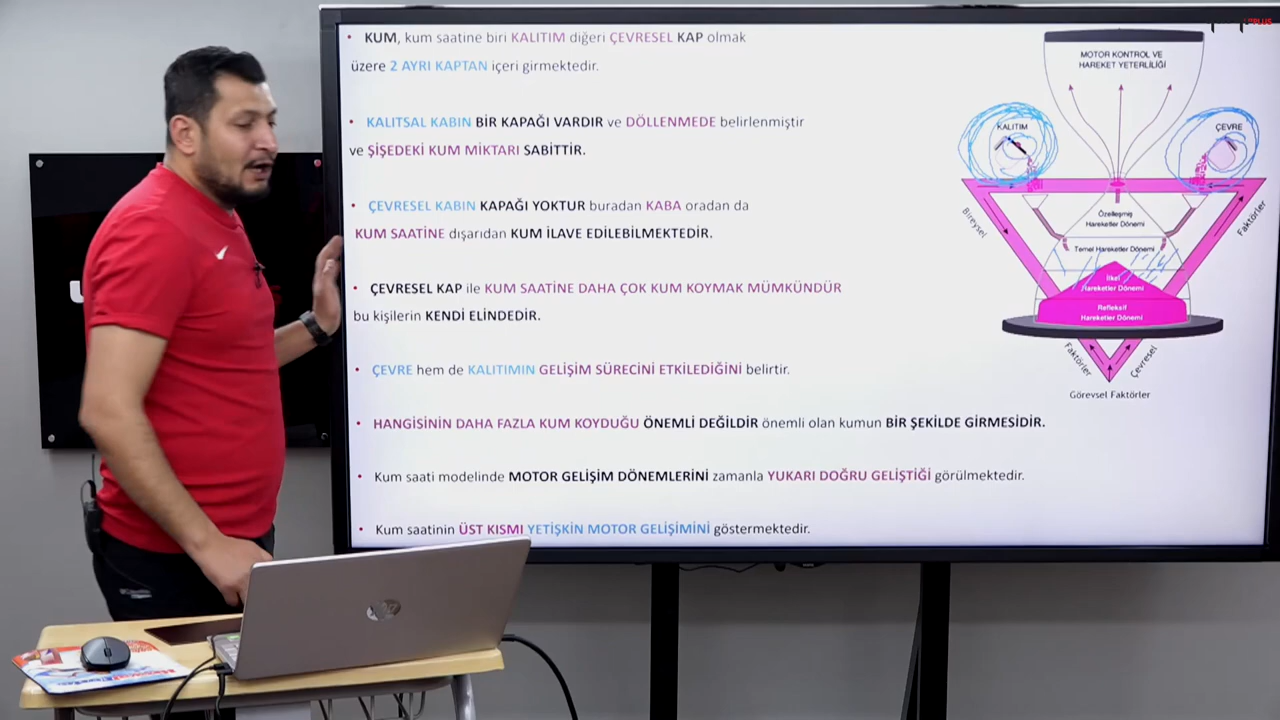 PLUS
• KUM, kum saatine biri KALITIM diğeri ÇEVRESEL KAP olmak
üzere 2 AYRI KAPTAN içeri girmektedir.
• KALITSAL KABIN BİR KAPAĞI VARDIR ve DÖLLENMEDE belirlenmiştir
ve ŞİŞEDEKİ KUM MİKTARI SABİTTİR.
• ÇEVRESEL KABIN KAPAĞI YOKTUR buradan KABA oradan da
KUM SAATİNE dışarıdan KUM İLAVE EDİLEBİLMEKTEDİR.
• ÇEVRESEL KAP ile KUM SAATİNE DAHA ÇOK KUM KOYMAK MÜMKÜNDÜR
bu kişilerin KENDİ ELİNDEDİR.
• ÇEVRE hem de KALITIMIN GELİŞİM SÜRECİNİ ETKİLEDİĞİNİ belirtir.
• HANGİSİNİN DAHA FAZLA KUM KOYDUĞU ÖNEMLİ DEĞİLDİR önemli olan kumun BİR ŞEKİLDE GİRMESİDİR.
• Kum saati modelinde MOTOR GELİŞİM DÖNEMLERİNİ zamanla YUKARI DOĞRU GELİŞTİĞİ görülmektedir.
• Kum saatinin ÜST KISMI YETİŞKİN MOTOR GELİŞİMİNİ göstermektedir.
MOTOR KONTROL VE
HAREKET YETERLİLİĞİ
KALITIM
ÇEVRE
Bireysel
Faktörler
Özelleşmiş
Hareketler Dönemi
Temel Hareketler Dönemi
İlkel
Hareketler Dönemi
Refleksif
Hareketler Dönemi
Faktörler
Çevresel
Görevsel Faktörler
hp